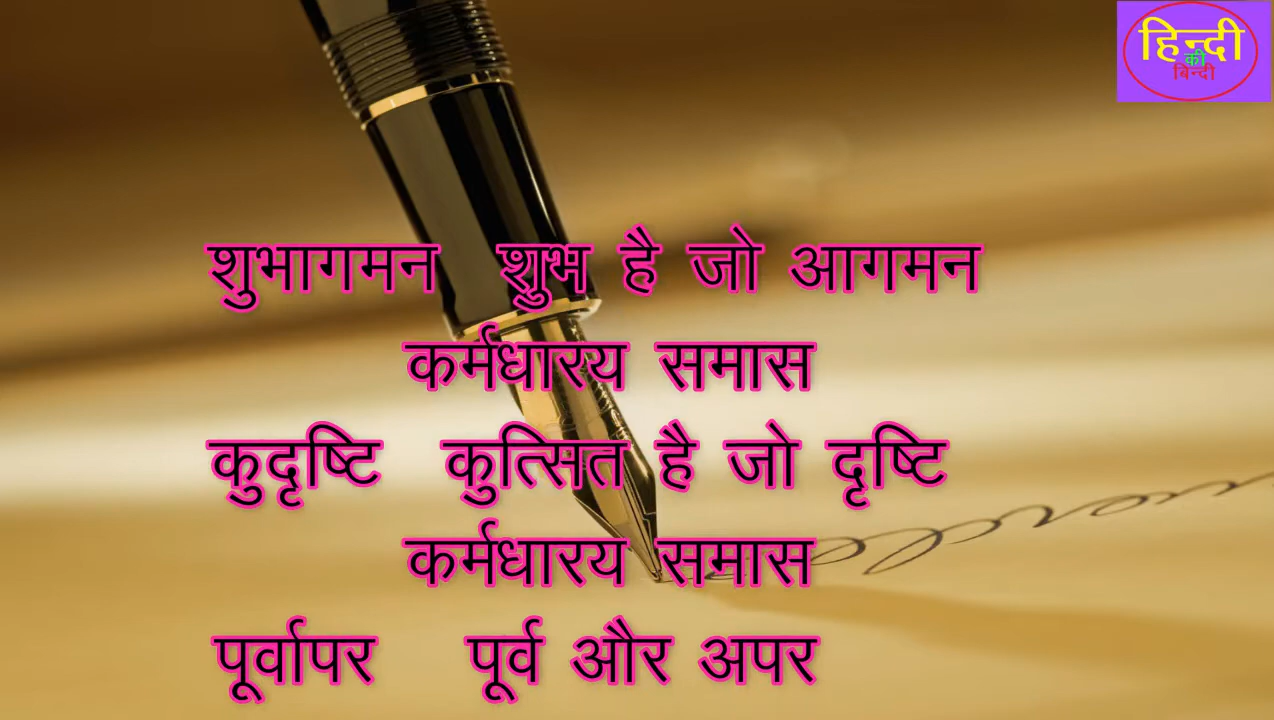 हिन्दी
की
बिन्दी
शुभागमन शुभ है जो आगमन
कर्मधारय समास
कुदृष्टि कुत्सित है जो दृष्टि
कर्मधारय समास
पूर्वापर पूर्व और अपर